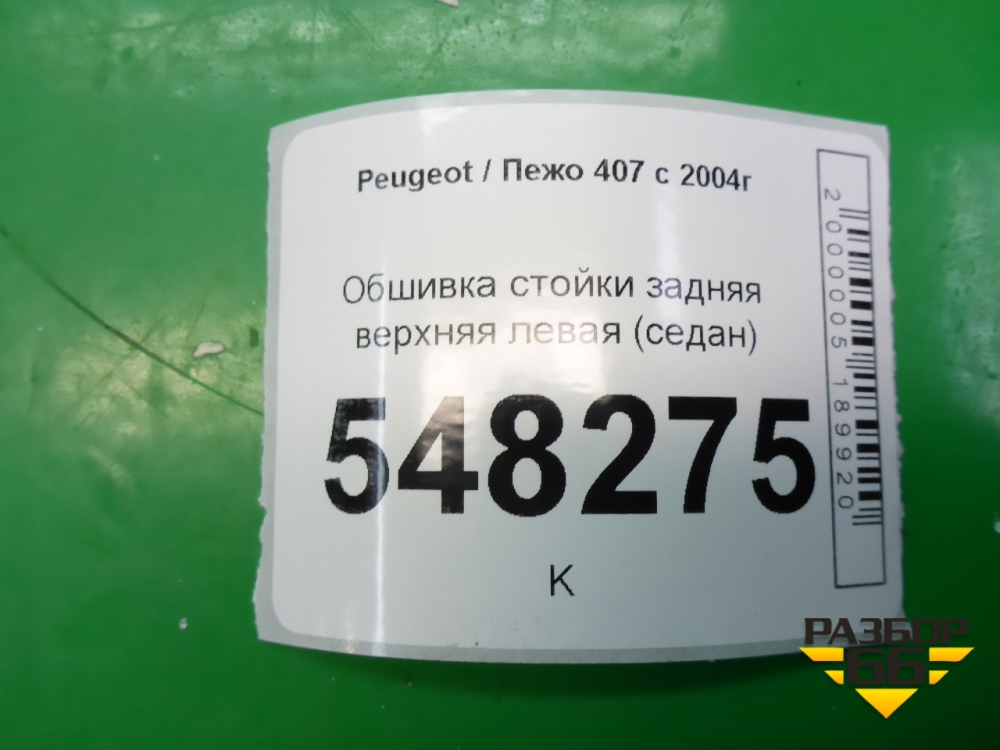 Peugeot / Пежо 407 с 2004г
Обшивка стойки задняя
верхняя левая (седан)
548275
К
2000005189920
РАЗБОР
66